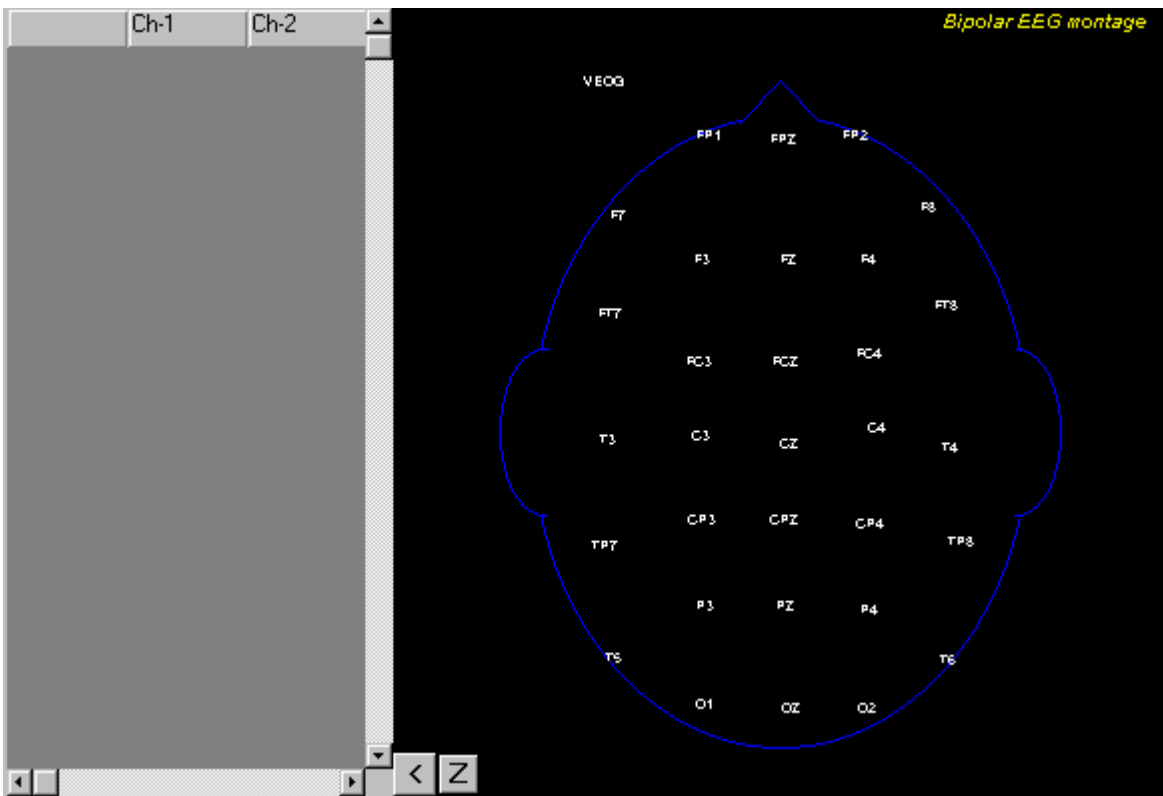 Ch-1 Ch-2
Bipolar EEG montage
VEOG
FP1 FPZ FP2
F7 F8
F3 FZ F4
FT7 FT8
FC3 FCZ FC4
C3 C4
T3 CZ T4
CP3 CPZ CP4
TP7 TP8
P3 PZ P4
T5 T6
O1 OZ O2
< Z